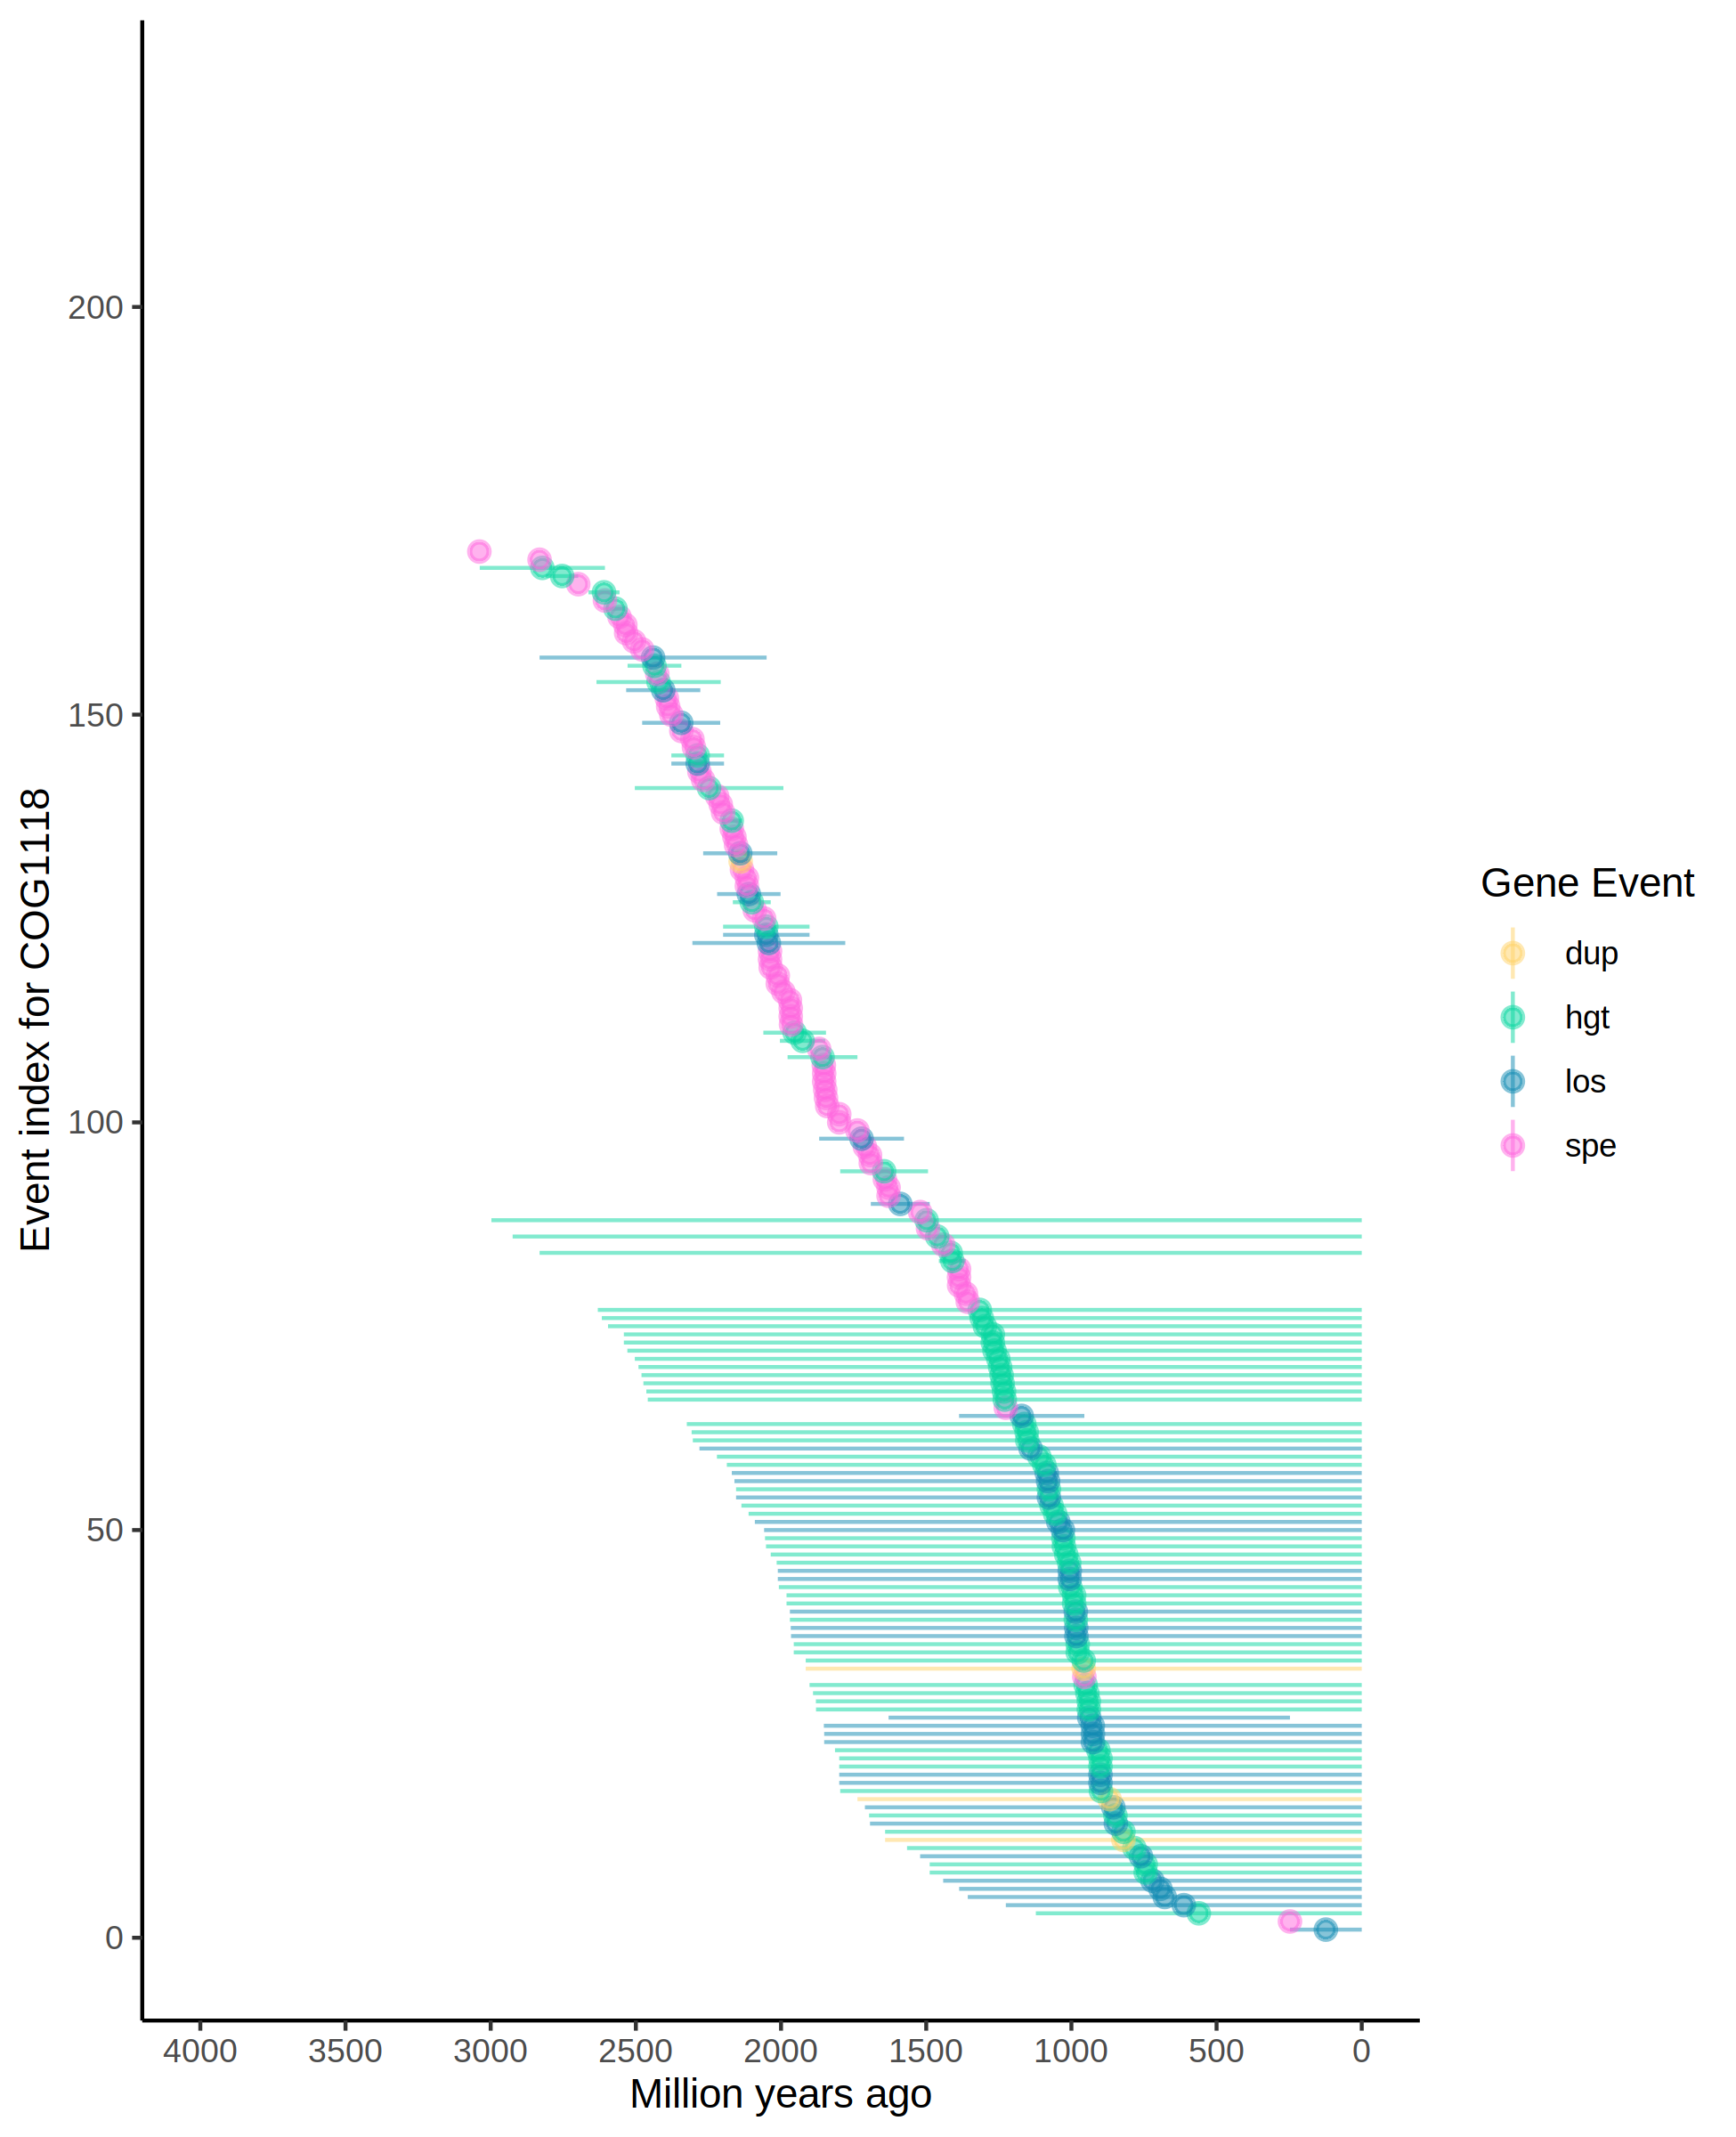 Event index for COG1118
200
150
100
50
0
4000 3500 3000 2500 2000 1500 1000 500 0
Million years ago
Gene Event
dup
hgt
los
spe